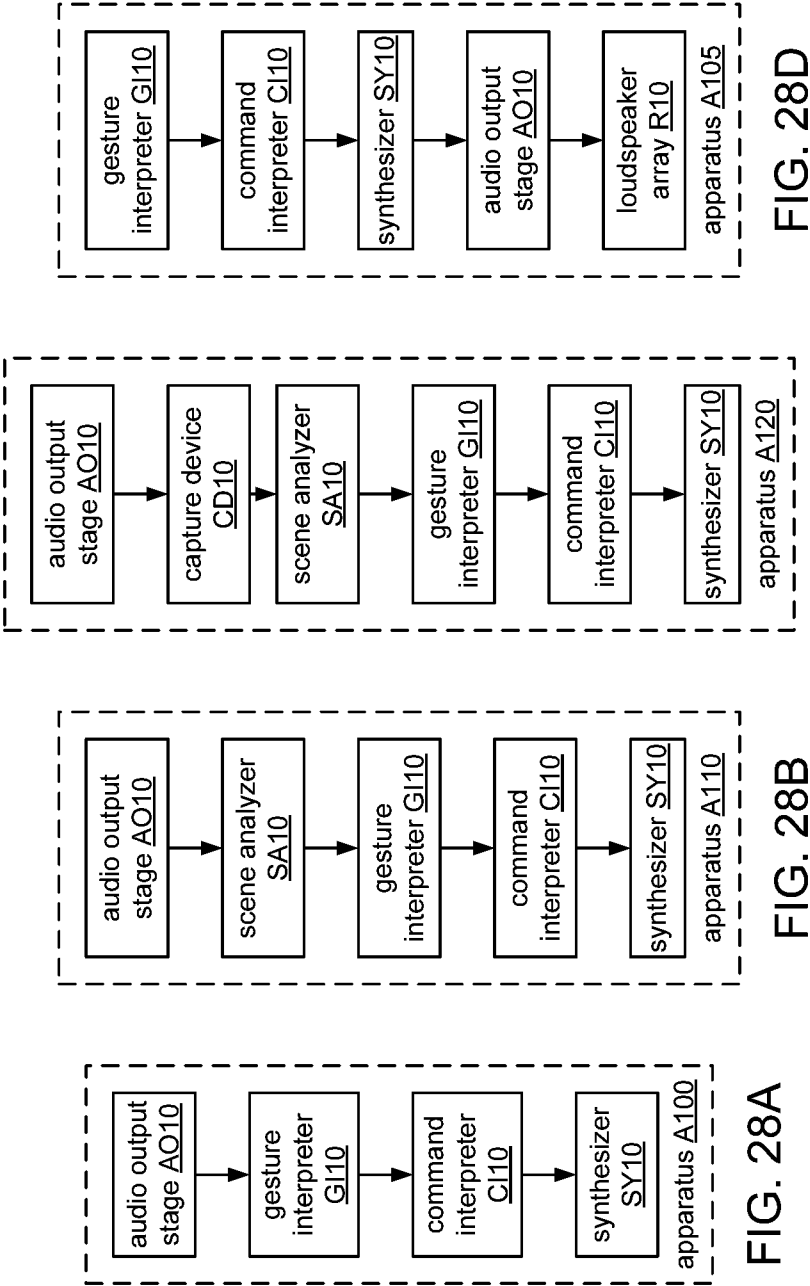 audio output
stage AO10
gesture
interpreter
GI10
command
interpreter
CI10
synthesizer
SY10
apparatus A100
FIG. 28A
audio output
stage AO10
scene analyzer
SA10
gesture
interpreter GI10
command
interpreter CI10
synthesizer SY10
apparatus A110
FIG. 28B
audio output
stage AO10
capture device
CD10
scene analyzer
SA10
gesture
interpreter GI10
command
interpreter CI10
synthesizer SY10
apparatus A120
gesture
interpreter GI10
command
interpreter CI10
synthesizer SY10
audio output
stage AO10
loudspeaker
array R10
apparatus A105
FIG. 28D